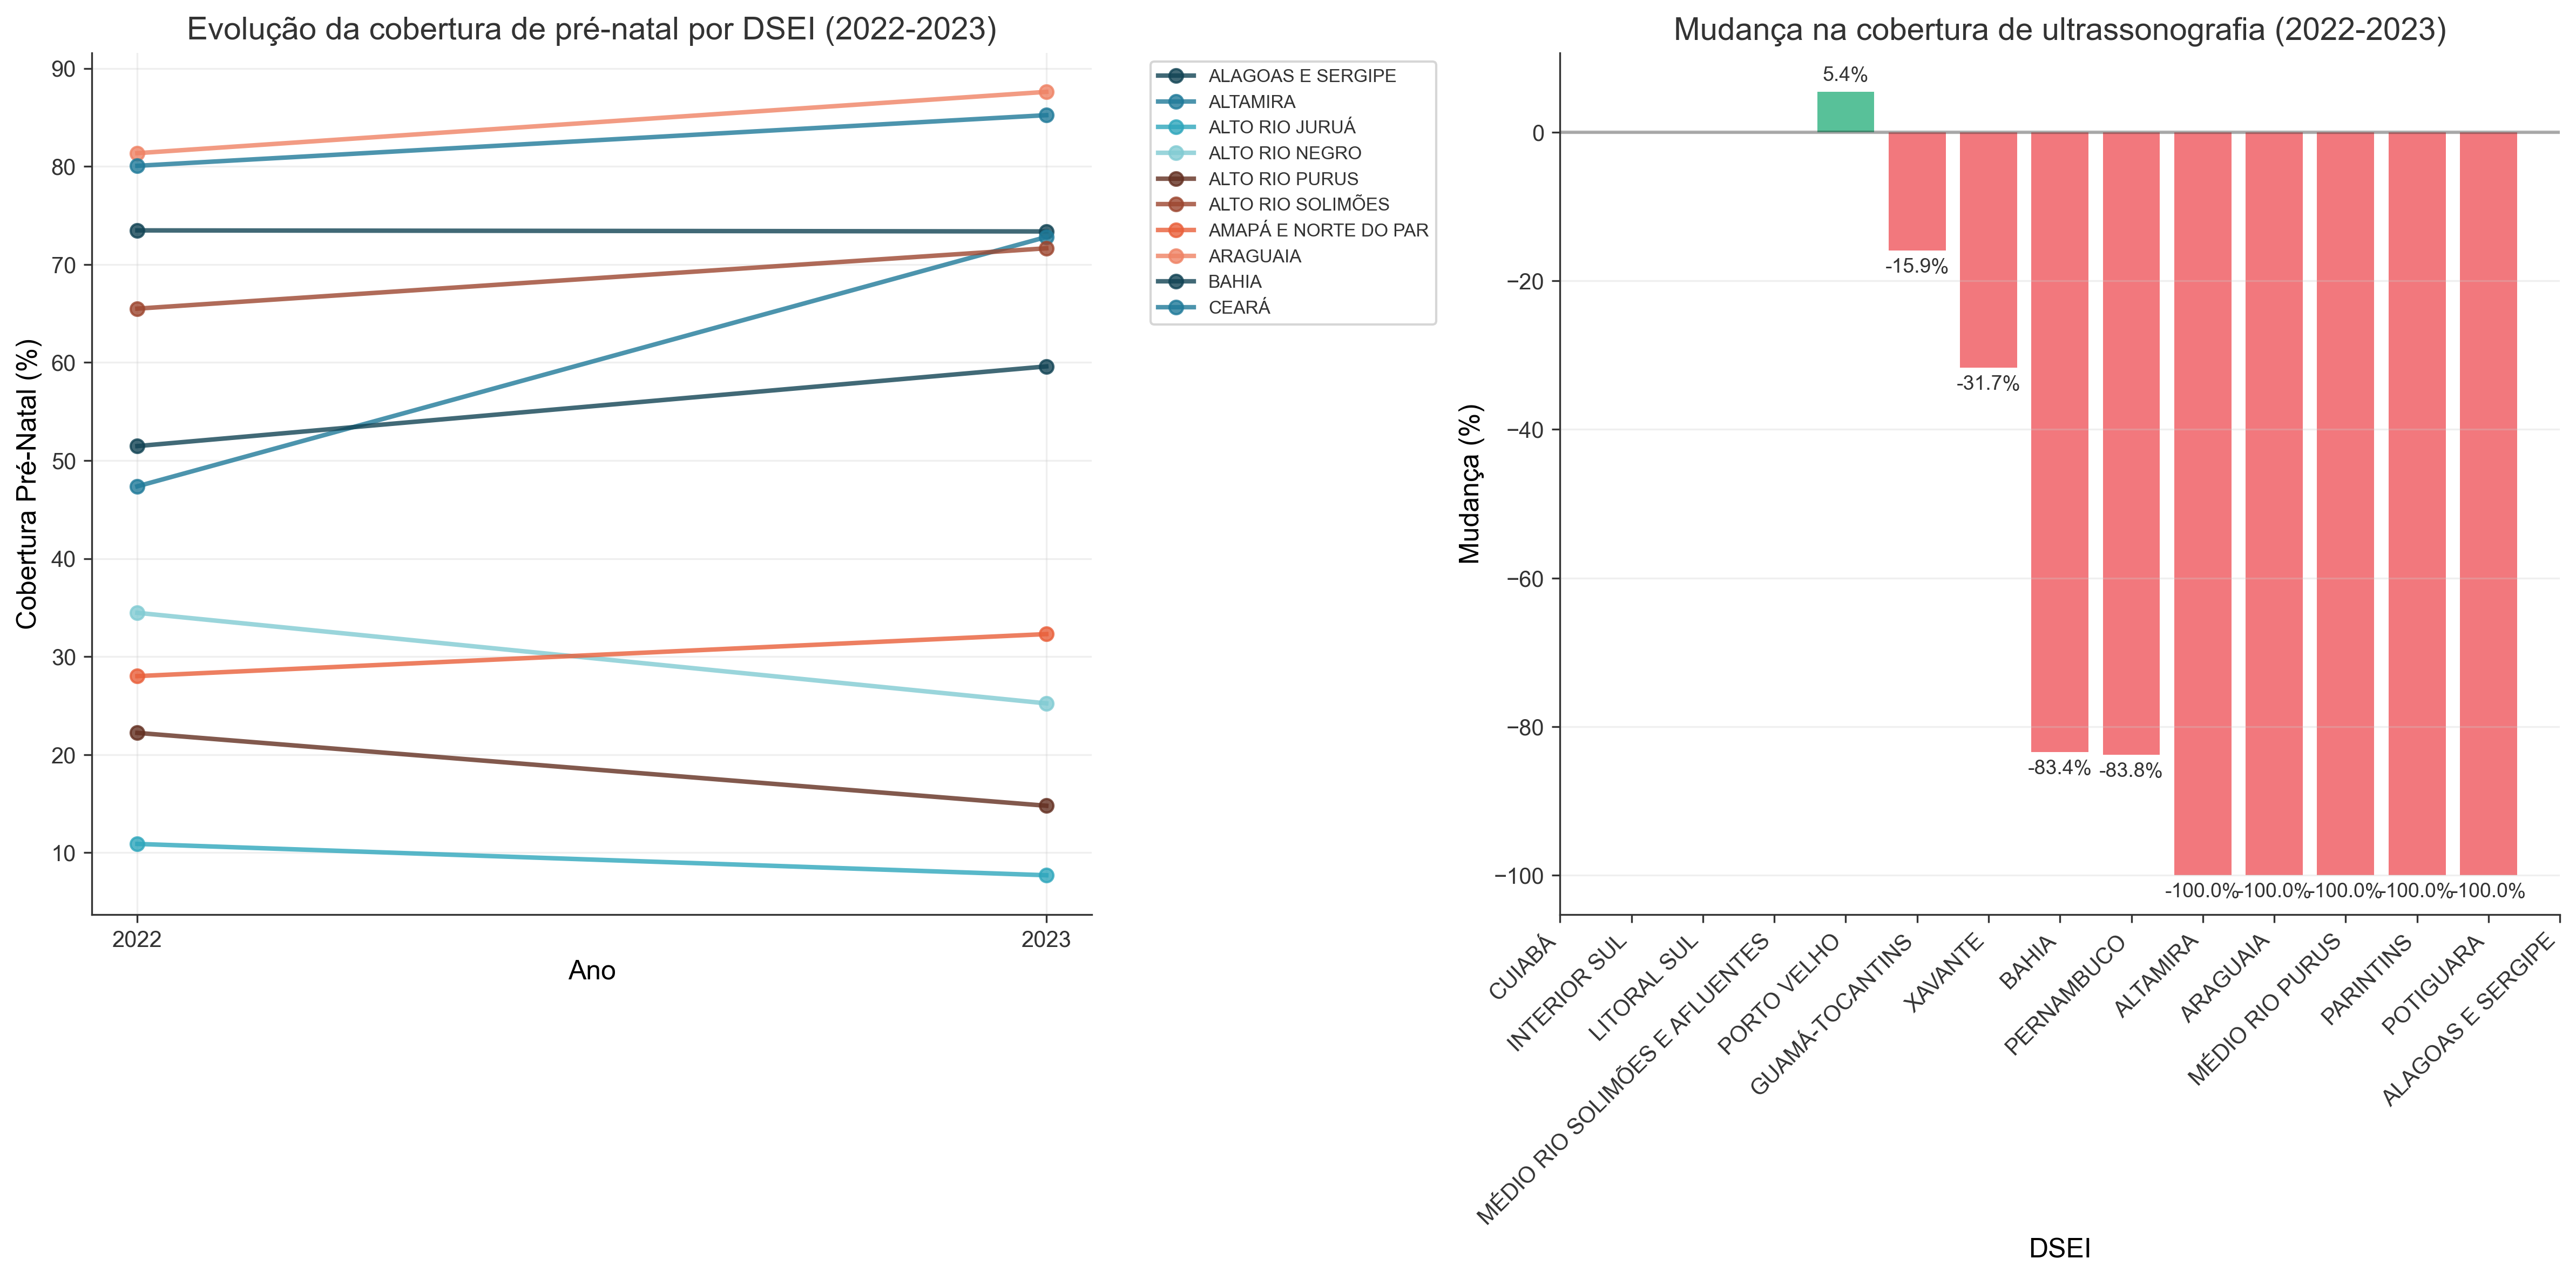 Evolução da cobertura de pré-natal por DSEI (2022-2023)
Cobertura Pré-Natal (%)
90
80
70
60
50
40
30
20
10
2022
2023
Ano
ALAGOAS E SERGIPE
ALTAMIRA
ALTO RIO JURUÁ
ALTO RIO NEGRO
ALTO RIO PURUS
ALTO RIO SOLIMÕES
AMAPÁ E NORTE DO PAR
ARAGUAIA
BAHIA
CEARÁ
Mudança na cobertura de ultrassonografia (2022-2023)
Mudança (%)
0
−20
−40
−60
−80
−100
5.4%
-15.9%
-31.7%
-83.4%
-83.8%
-100.0%
-100.0%
-100.0%
-100.0%
-100.0%
CUIABÁ
INTERIOR SUL
LITORAL SUL
MÉDIO RIO SOLIMÕES E AFLUENTES
PORTO VELHO
GUAMÁ-TOCANTINS
XAVANTE
BAHIA
PERNAMBUCO
ALTAMIRA
ARAGUAIA
MÉDIO RIO PURUS
PARINTINS
POTIGUARA
ALAGOAS E SERGIPE
DSEI